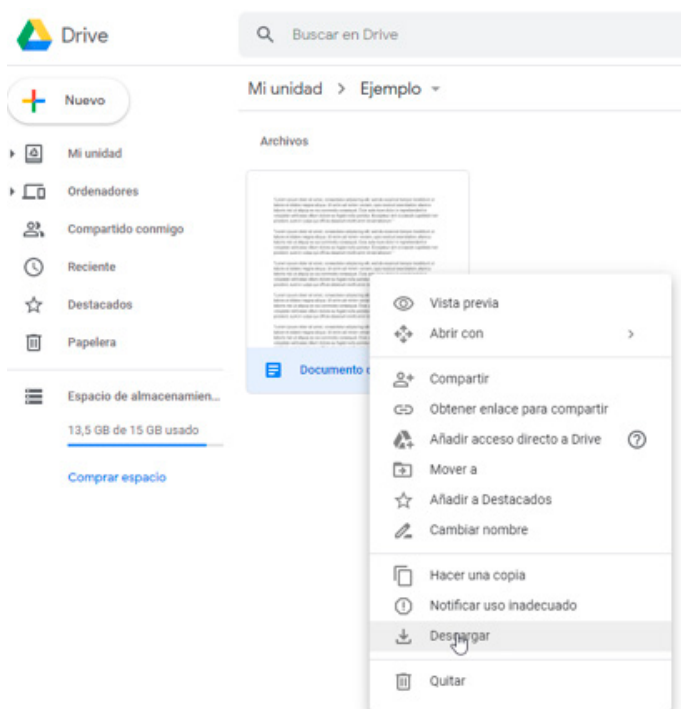 Drive
Buscar en Drive
Nuevo
Mi unidad > Ejemplo
Mi unidad
Ordenadores
Compartido conmigo
Reciente
Destacados
Papelera
Espacio de almacenamien...
13,5 GB de 15 GB usado
Comprar espacio
Archivos
Documento
Vista previa
Abrir con
Compartir
Obtener enlace para compartir
Añadir acceso directo a Drive
Mover a
Añadir a Destacados
Cambiar nombre
Hacer una copia
Notificar uso inadecuado
Descargar
Quitar